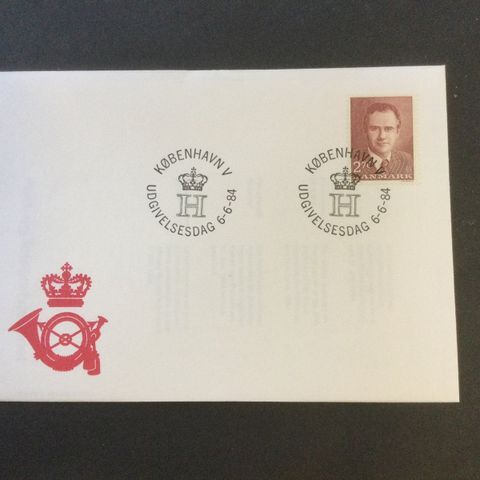 KØBENHAVN V
H
UDGIVELSESDAG 6-6-84
KØBENHAVN V
H
UDGIVELSESDAG 6-6-84
DANMARK